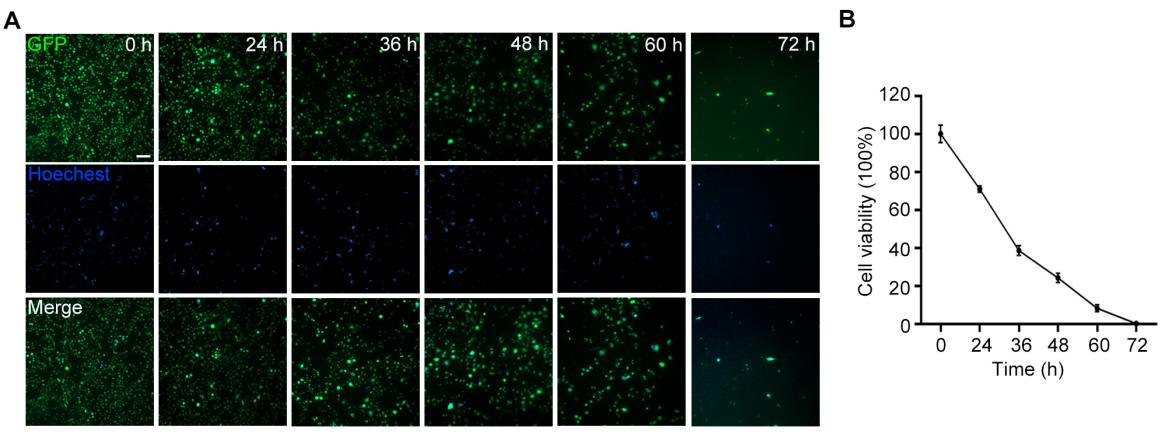 A
GFP 0 h 24 h 36 h 48 h 60 h 72 h
Hoechest
Merge
B
Cell viability (100%)
120
100
80
60
40
20
0
0 24 36 48 60 72
Time (h)